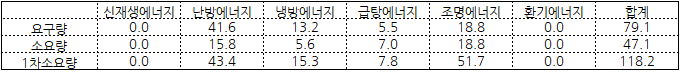 신재생에너지 난방에너지 냉방에너지 급탕에너지 조명에너지 환기에너지 합계
요구량 0.0 41.6 13.2 5.5 18.8 0.0 79.1
소요량 0.0 15.8 5.6 7.0 18.8 0.0 47.1
1차소요량 0.0 43.4 15.3 7.8 51.7 0.0 118.2